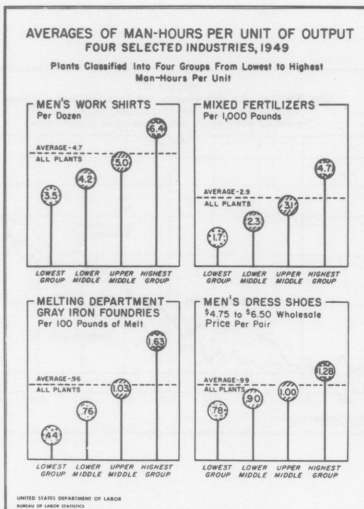 AVERAGES OF MAN-HOURS PER UNIT OF OUTPUT
FOUR SELECTED INDUSTRIES, 1949
Plants Classified Into Four Groups From Lowest to Highest
Man-Hours Per Unit
MEN'S WORK SHIRTS
Per Dozen
AVERAGE-4.7
ALL PLANTS
3.5
4.2
5.0
6.4
LOWEST GROUP
LOWER MIDDLE
UPPER MIDDLE
HIGHEST GROUP
MIXED FERTILIZERS
Per 1,000 Pounds
AVERAGE-2.9
ALL PLANTS
1.7
2.3
3.1
4.7
LOWEST GROUP
LOWER MIDDLE
UPPER MIDDLE
HIGHEST GROUP
MELTING DEPARTMENT
GRAY IRON FOUNDRIES
Per 100 Pounds of Melt
AVERAGE-.96
ALL PLANTS
.44
.76
1.03
1.63
LOWEST GROUP
LOWER MIDDLE
UPPER MIDDLE
HIGHEST GROUP
MEN'S DRESS SHOES
$4.75 to $6.50 Wholesale
Price Per Pair
AVERAGE-.99
ALL PLANTS
.78
.90
1.00
1.28
LOWEST GROUP
LOWER MIDDLE
UPPER MIDDLE
HIGHEST GROUP
UNITED STATES DEPARTMENT OF LABOR
BUREAU OF LABOR STATISTICS